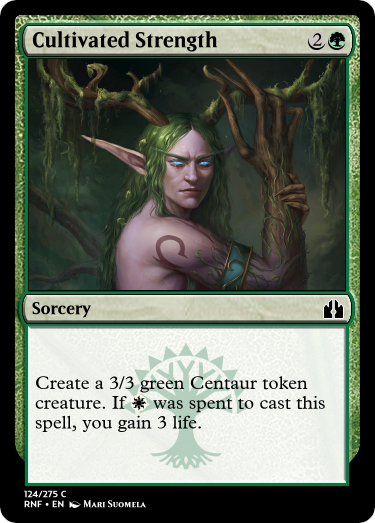 Cultivated Strength 2
Sorcery
Create a 3/3 green Centaur token
creature. If was spent to cast this
spell, you gain 3 life.
124/275 C
RNF • EN Mari Suomela